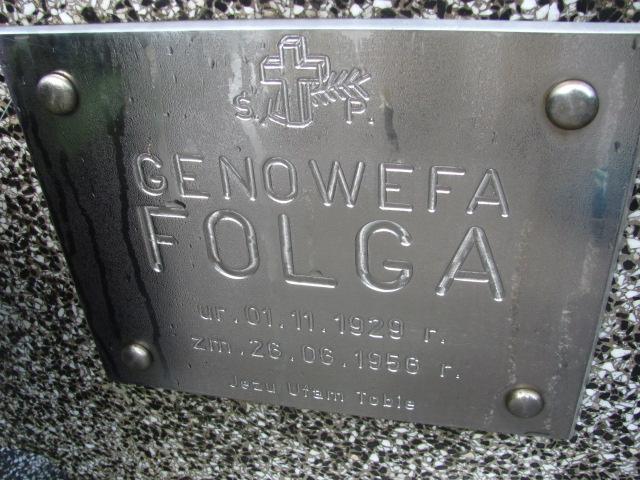 S. P.
GENOWEFA
FOLGA
ur. 01. 11. 1929 r.
zm. 26. 06. 1956 r.
Jezu Ufam Tobie